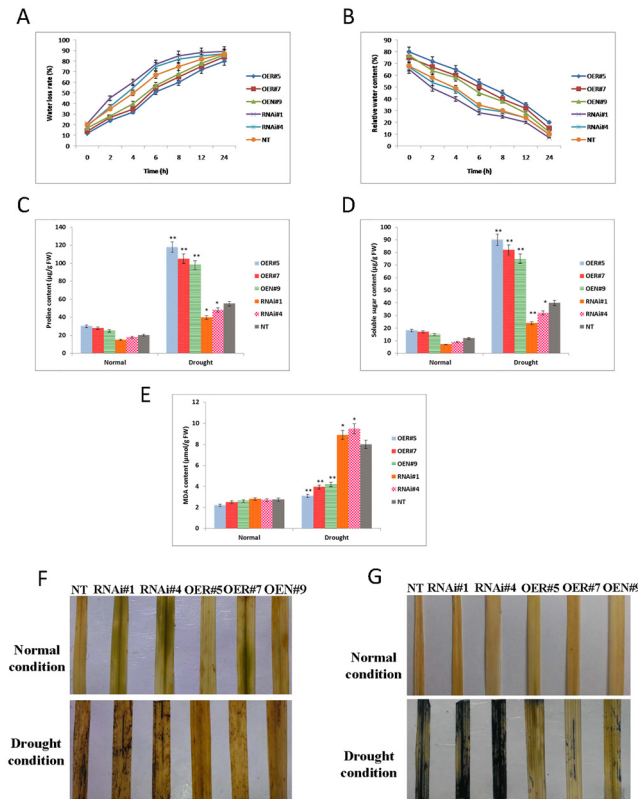 A
Water loss rate (%)
100
90
80
70
60
50
40
30
20
10
0
0 2 4 6 8 12 24
Time (h)
OER#5
OER#7
OEN#9
RNAi#1
RNAi#4
NT
B
Relative water content (%)
90
80
70
60
50
40
30
20
10
0
0 2 4 6 8 12 24
Time (h)
OER#5
OER#7
OEN#9
RNAi#1
RNAi#4
NT
C
Proline content (µg/g FW)
140
120
100
80
60
40
20
0
** ** ** * *
Normal Drought
OER#5
OER#7
OEN#9
RNAi#1
RNAi#4
NT
D
Soluble sugar content (µg/g FW)
100
90
80
70
60
50
40
30
20
10
0
** ** ** ** *
Normal Drought
OER#5
OER#7
OEN#9
RNAi#1
RNAi#4
NT
E
MDA content (µmol/g FW)
12
10
8
6
4
2
0
** ** ** * *
Normal Drought
OER#5
OER#7
OEN#9
RNAi#1
RNAi#4
NT
F
NT RNAi#1 RNAi#4 OER#5 OER#7 OEN#9
Normal
condition
Drought
condition
G
NT RNAi#1 RNAi#4 OER#5 OER#7 OEN#9
Normal
condition
Drought
condition